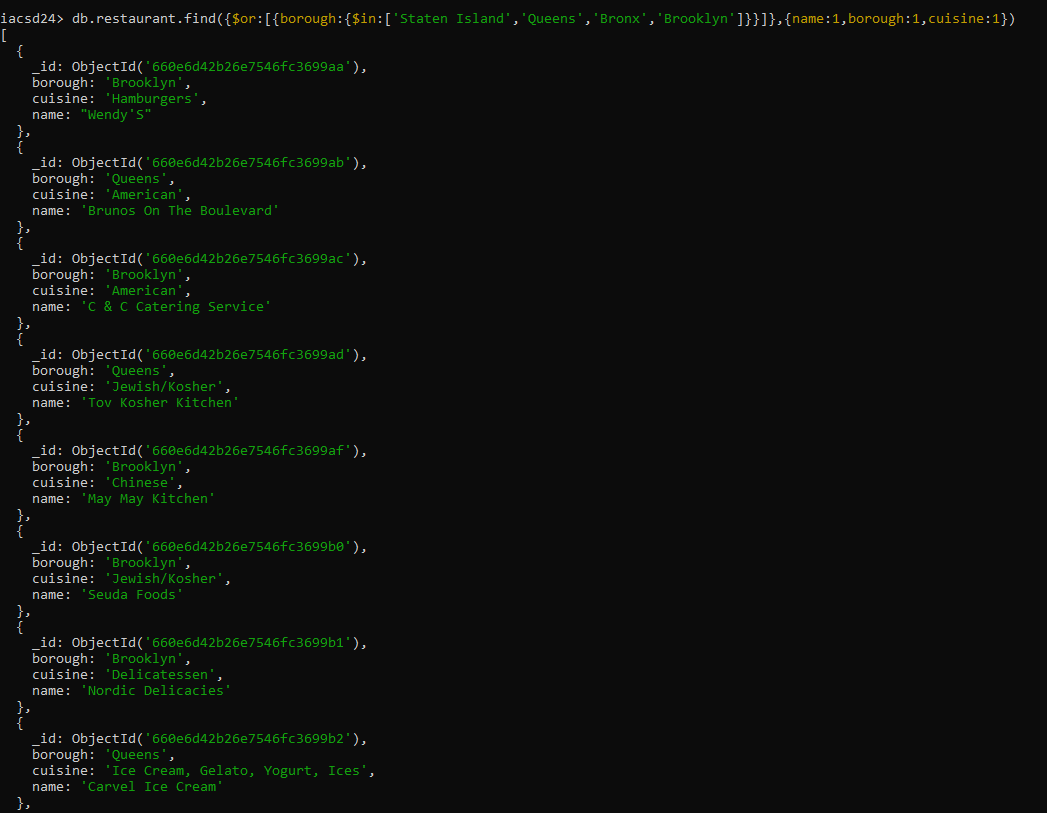 iacsd24> db.restaurant.find({$or:[{borough:{$in:['Staten Island','Queens','Bronx','Brooklyn']}}]},{name:1,borough:1,cuisine:1})
[
  {
    _id: ObjectId('660e6d42b26e7546fc3699aa'),
    borough: 'Brooklyn',
    cuisine: 'Hamburgers',
    name: "Wendy'S"
  },
  {
    _id: ObjectId('660e6d42b26e7546fc3699ab'),
    borough: 'Queens',
    cuisine: 'American',
    name: 'Brunos On The Boulevard'
  },
  {
    _id: ObjectId('660e6d42b26e7546fc3699ac'),
    borough: 'Brooklyn',
    cuisine: 'American',
    name: 'C & C Catering Service'
  },
  {
    _id: ObjectId('660e6d42b26e7546fc3699ad'),
    borough: 'Queens',
    cuisine: 'Jewish/Kosher',
    name: 'Tov Kosher Kitchen'
  },
  {
    _id: ObjectId('660e6d42b26e7546fc3699af'),
    borough: 'Brooklyn',
    cuisine: 'Chinese',
    name: 'May May Kitchen'
  },
  {
    _id: ObjectId('660e6d42b26e7546fc3699b0'),
    borough: 'Brooklyn',
    cuisine: 'Jewish/Kosher',
    name: 'Seuda Foods'
  },
  {
    _id: ObjectId('660e6d42b26e7546fc3699b1'),
    borough: 'Brooklyn',
    cuisine: 'Delicatessen',
    name: 'Nordic Delicacies'
  },
  {
    _id: ObjectId('660e6d42b26e7546fc3699b2'),
    borough: 'Queens',
    cuisine: 'Ice Cream, Gelato, Yogurt, Ices',
    name: 'Carvel Ice Cream'
  },